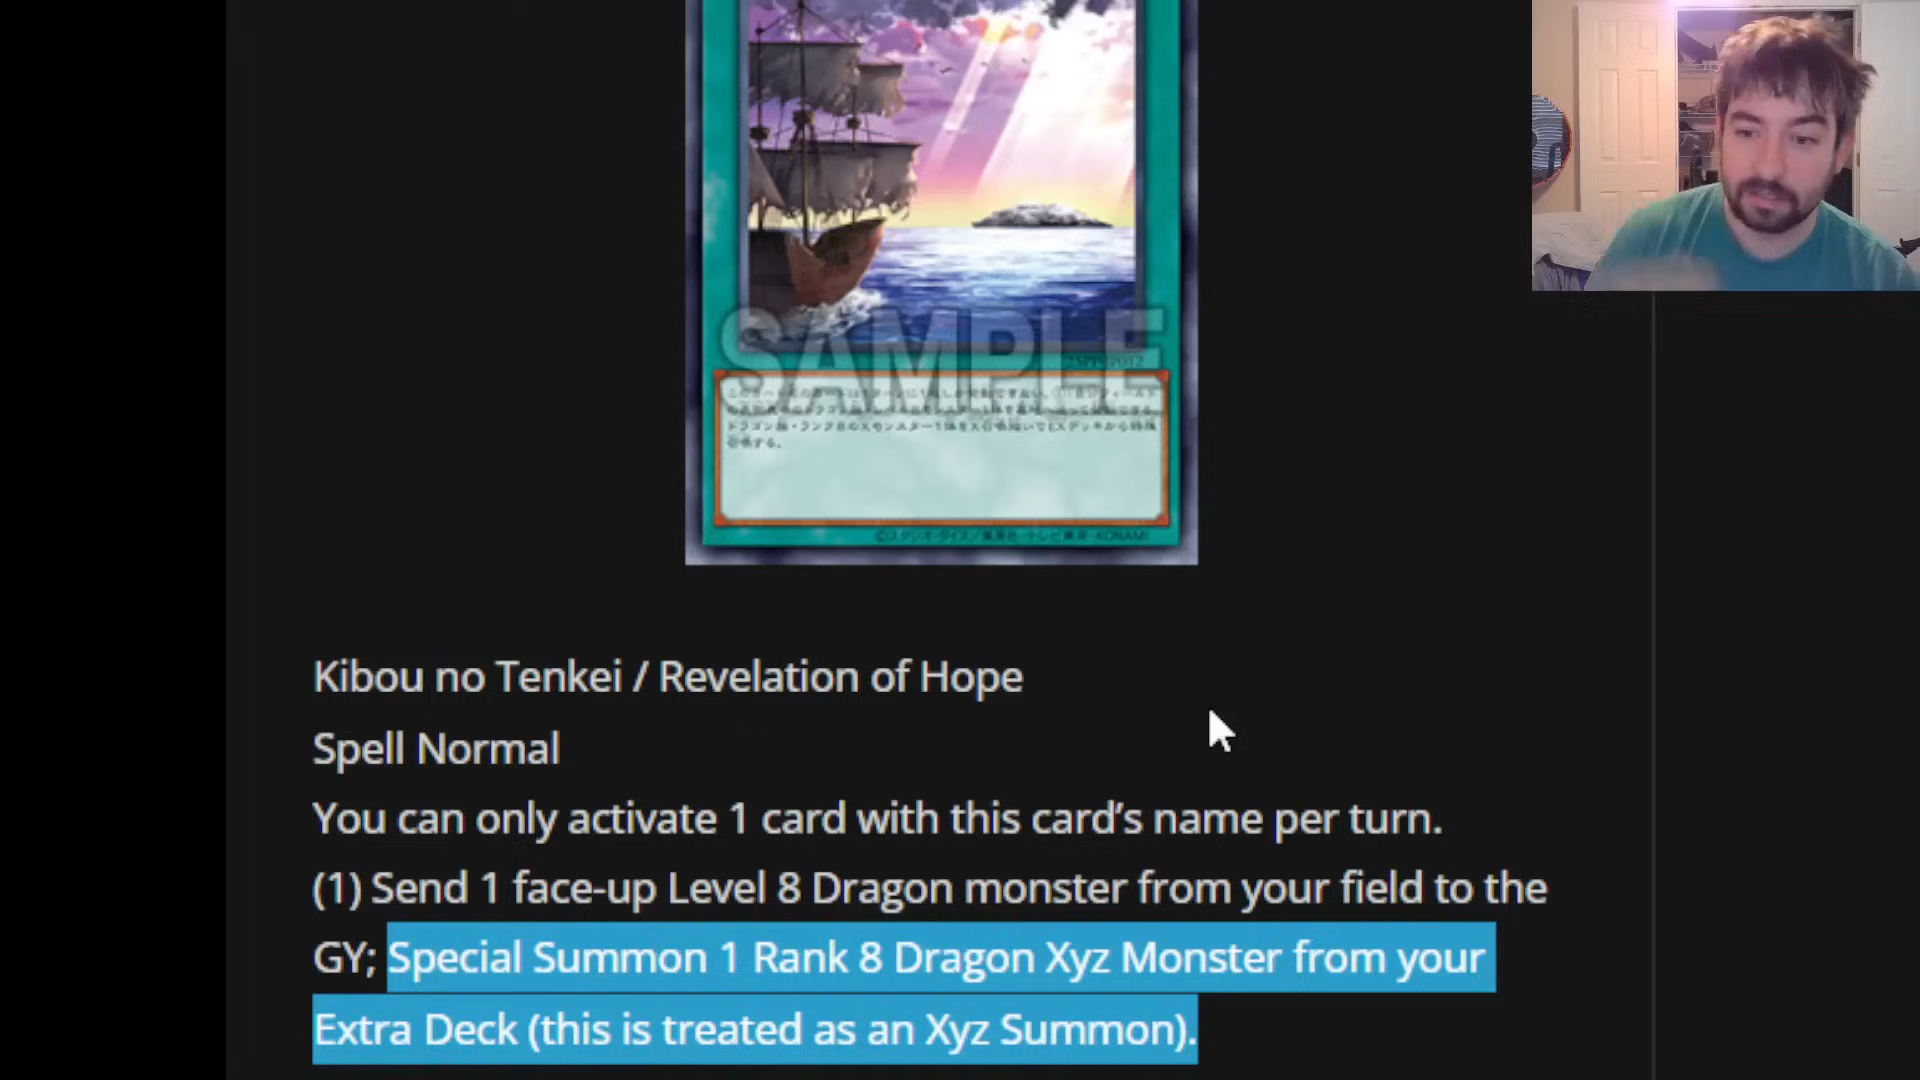 SAMPLE
Kibou no Tenkei / Revelation of Hope
Spell Normal
You can only activate 1 card with this card’s name per turn.
(1) Send 1 face-up Level 8 Dragon monster from your field to the
GY; Special Summon 1 Rank 8 Dragon Xyz Monster from your
Extra Deck (this is treated as an Xyz Summon).